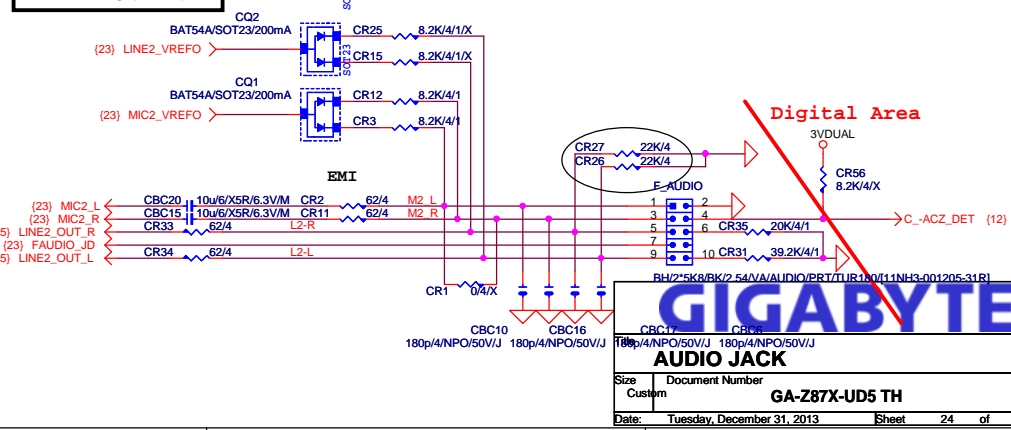 CQ2
BAT54A/SOT23/200mA
CR25 8.2K/4/1/X
{23} LINE2_VREFO
CR15 8.2K/4/1/X
SOT23
CQ1
BAT54A/SOT23/200mA
CR12 8.2K/4/1
{23} MIC2_VREFO
CR3 8.2K/4/1
Digital Area
3VDUAL
CR27 22K/4
CR26 22K/4
CR56
8.2K/4/X
EMI
F_AUDIO
{23} MIC2_L CBC20 10u/6/X5R/6.3V/M CR2 62/4 M2_L 1 2
{23} MIC2_R CBC15 10u/6/X5R/6.3V/M CR11 62/4 M2_R 3 4 C_-ACZ_DET {12}
5} LINE2_OUT_R CR33 62/4 L2-R 5 6 CR35 20K/4/1
{23} FAUDIO_JD 7
5} LINE2_OUT_L CR34 62/4 L2-L 9 10 CR31 39.2K/4/1
BH/2*5K8/BK/2.54/VA/AUDIO/PRT/TUR180/[11NH3-001205-31R]
CR1 0/4/X
GIGABYTE
CBC10 CBC16 CBC17 CBC6
180p/4/NPO/50V/J 180p/4/NPO/50V/J 180p/4/NPO/50V/J 180p/4/NPO/50V/J
Title
AUDIO JACK
Size Document Number
Custom GA-Z87X-UD5 TH
Date: Tuesday, December 31, 2013 Sheet 24 of